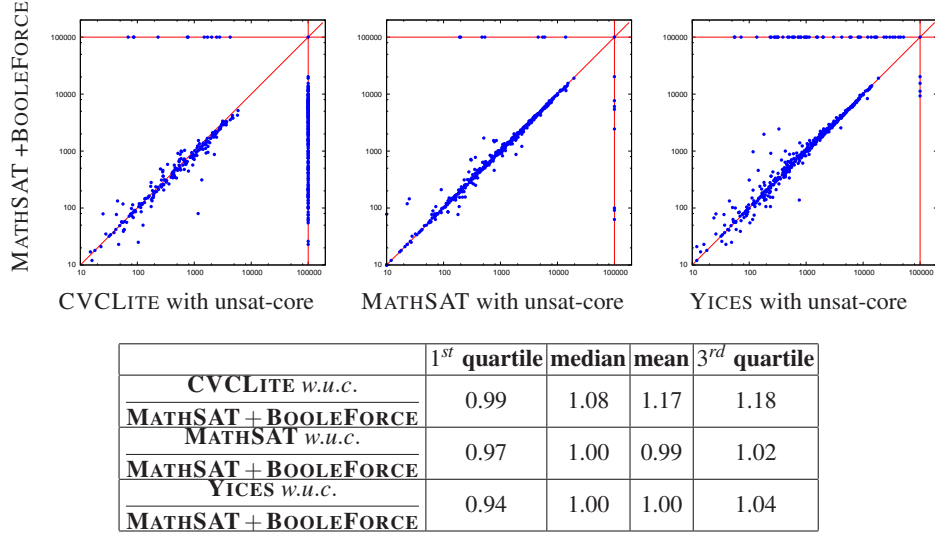 MATHSAT +BOOLEFORCE
100000
10000
1000
100
10
10 100 1000 10000 100000
CVCLITE with unsat-core
100000
10000
1000
100
10
10 100 1000 10000 100000
MATHSAT with unsat-core
100000
10000
1000
100
10
10 100 1000 10000 100000
YICES with unsat-core
1st quartile median mean 3rd quartile
CVCLITE w.u.c.
MATHSAT + BOOLEFORCE
0.99 1.08 1.17 1.18
MATHSAT w.u.c.
MATHSAT + BOOLEFORCE
0.97 1.00 0.99 1.02
YICES w.u.c.
MATHSAT + BOOLEFORCE
0.94 1.00 1.00 1.04